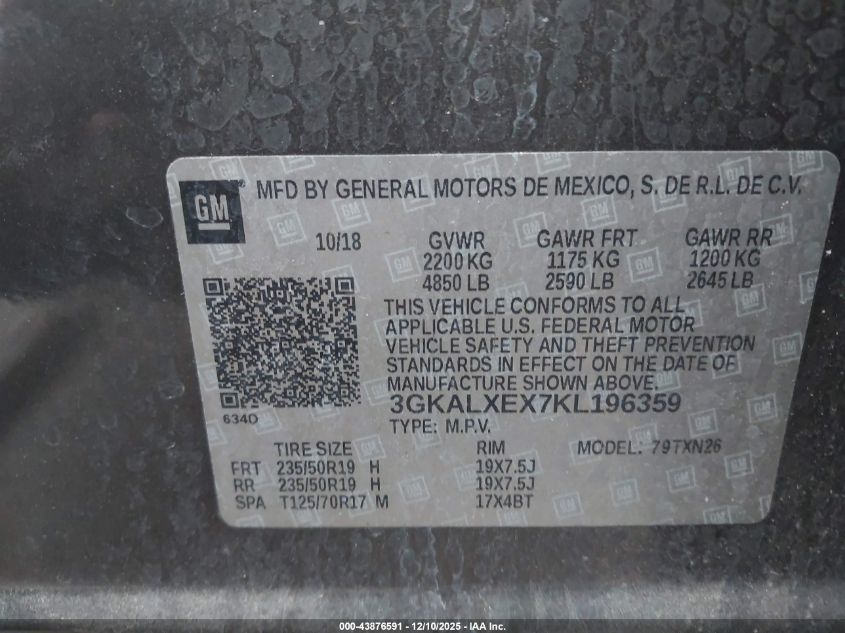 GM
MFD BY GENERAL MOTORS DE MEXICO, S. DE R.L. DE C.V.
10/18 GVWR GAWR FRT GAWR RR
2200 KG 1175 KG 1200 KG
4850 LB 2590 LB 2645 LB
THIS VEHICLE CONFORMS TO ALL
APPLICABLE U.S. FEDERAL MOTOR
VEHICLE SAFETY AND THEFT PREVENTION
STANDARDS IN EFFECT ON THE DATE OF
MANUFACTURE SHOWN ABOVE.
634D
3GKALXEX7KL196359
TYPE: M.P.V.
TIRE SIZE RIM MODEL: 79TXN26
FRT 235/50R19 H 19X7.5J
RR 235/50R19 H 19X7.5J
SPA T125/70R17 M 17X4BT
000-43876591 - 12/10/2025 - IAA Inc.